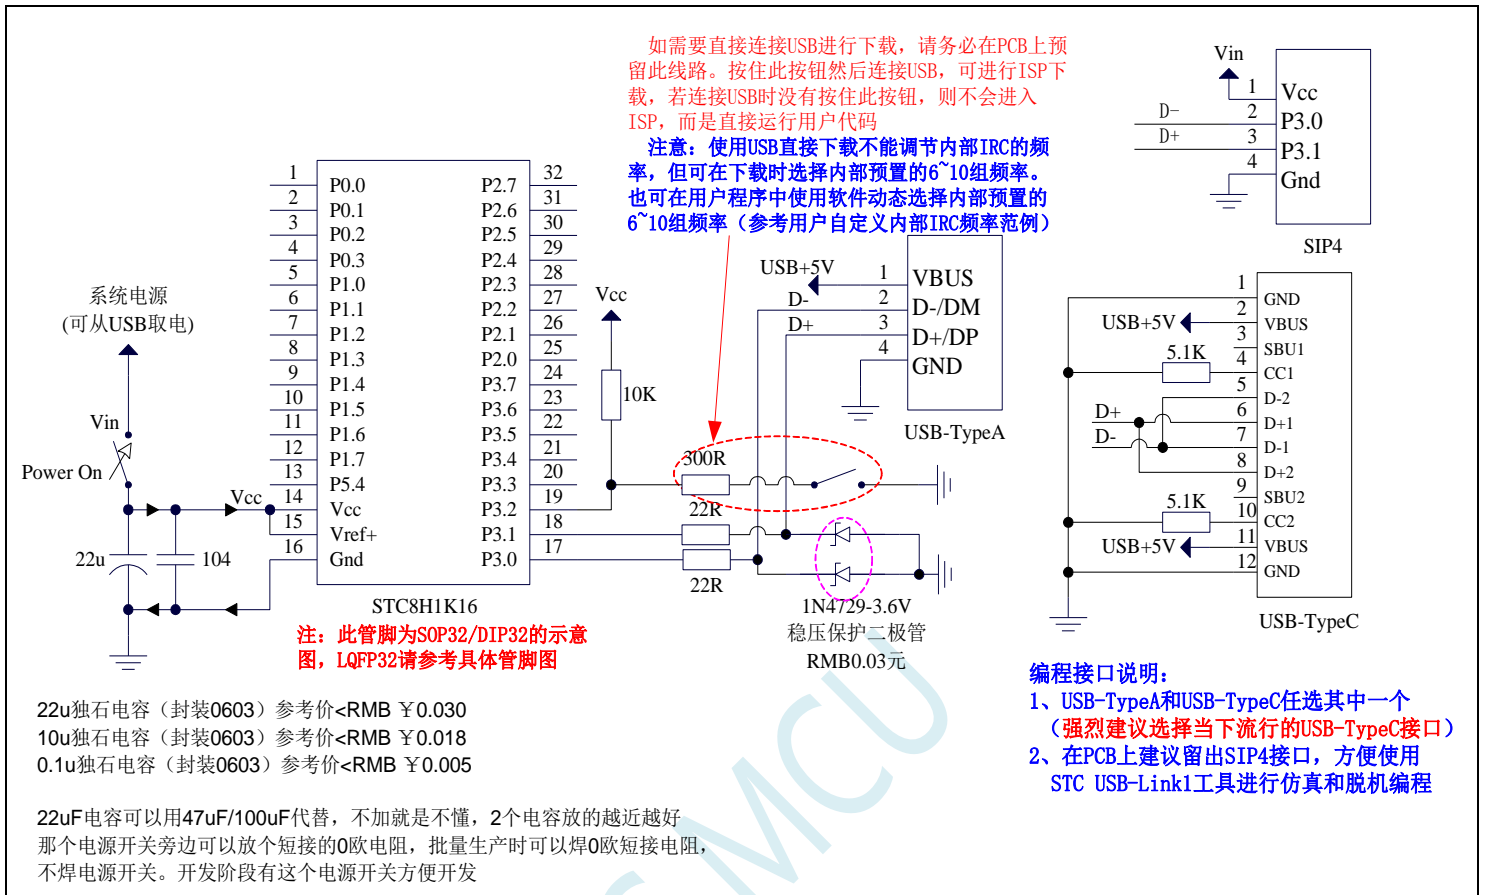 如需要直接连接USB进行下载，请务必在PCB上预
留此线路。按住此按钮然后连接USB，可进行ISP下
载，若连接USB时没有按住此按钮，则不会进入
ISP，而是直接运行用户代码
注意：使用USB直接下载不能调节内部IRC的频
率，但可在下载时选择内部预置的6~10组频率。
也可在用户程序中使用软件动态选择内部预置的
6~10组频率（参考用户自定义内部IRC频率范例）
Vin
1 Vcc
D- 2 P3.0
D+ 3 P3.1
4 Gnd
SIP4
1 P0.0
2 P0.1
3 P0.2
4 P0.3
5 P1.0
6 P1.1
7 P1.2
8 P1.3
9 P1.4
10 P1.5
11 P1.6
12 P1.7
13 P5.4
14 Vcc
15 Vref+
16 Gnd
P2.7 32
P2.6 31
P2.5 30
P2.4 29
P2.3 28
P2.2 27
P2.1 26
P2.0 25
P3.7 24
P3.6 23
P3.5 22
P3.4 21
P3.3 20
P3.2 19
P3.1 18
P3.0 17
STC8H1K16
注：此管脚为SOP32/DIP32的示意
图，LQFP32请参考具体管脚图
系统电源
(可从USB取电)
Vin
Power On
Vcc
22u
104
Vcc
10K
300R
22R
22R
USB+5V 1 VBUS
D- 2 D-/DM
D+ 3 D+/DP
4 GND
USB-TypeA
1N4729-3.6V
稳压保护二极管
RMB0.03元
1 GND
USB+5V 2 VBUS
3 SBU1
5.1K 4 CC1
5 D-2
D+ 6 D+1
D- 7 D-1
8 D+2
9 SBU2
5.1K 10 CC2
USB+5V 11 VBUS
12 GND
USB-TypeC
编程接口说明：
1、USB-TypeA和USB-TypeC任选其中一个
（强烈建议选择当下流行的USB-TypeC接口）
2、在PCB上建议留出SIP4接口，方便使用
STC USB-Link1工具进行仿真和脱机编程
22u独石电容（封装0603）参考价<RMB ￥0.030
10u独石电容（封装0603）参考价<RMB ￥0.018
0.1u独石电容（封装0603）参考价<RMB ￥0.005
22uF电容可以用47uF/100uF代替，不加就是不懂，2个电容放的越近越好
那个电源开关旁边可以放个短接的0欧电阻，批量生产时可以焊0欧短接电阻，
不焊电源开关。开发阶段有这个电源开关方便开发
MCU